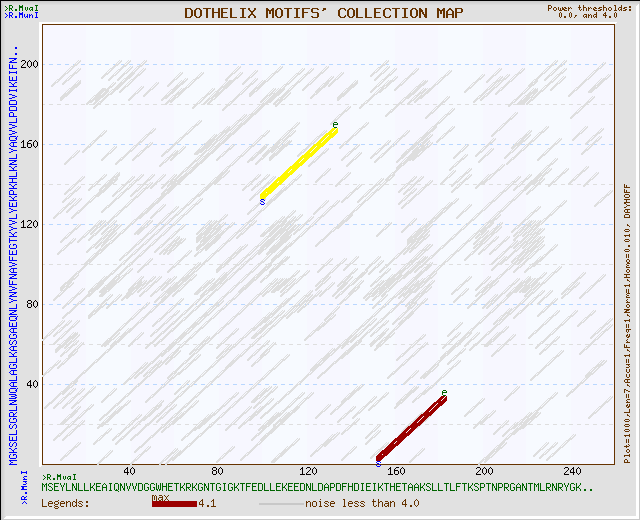 >R.MvaI
>R.MunI
DOTHELIX MOTIFS' COLLECTION MAP
Power thresholds:
0.0, and 4.0
MGKSELSGRLNWQALAGLKASGAEQNLYNVFNAVFEGTKYVLYEKPKHLKNLYAQVVLPDDVIKEIFN..
>R.MunI
200
160
120
80
40
e
s
e
s
40
80
120
160
200
240
Plot=1000,Len=7,Accu=1,Freq=1,Norm=1,Homo=0.010, DAYHOFF
>R.MvaI
MSEYLNLLKEAIQNVVDGGWHETKRKGNTGIGKTFEDLLEKEEDNLDAPDFHDIEIKTHETAAKSLLTLFTKSPTNPRGANTMLRNRYGK..
Legends:
max
4.1
noise less than 4.0